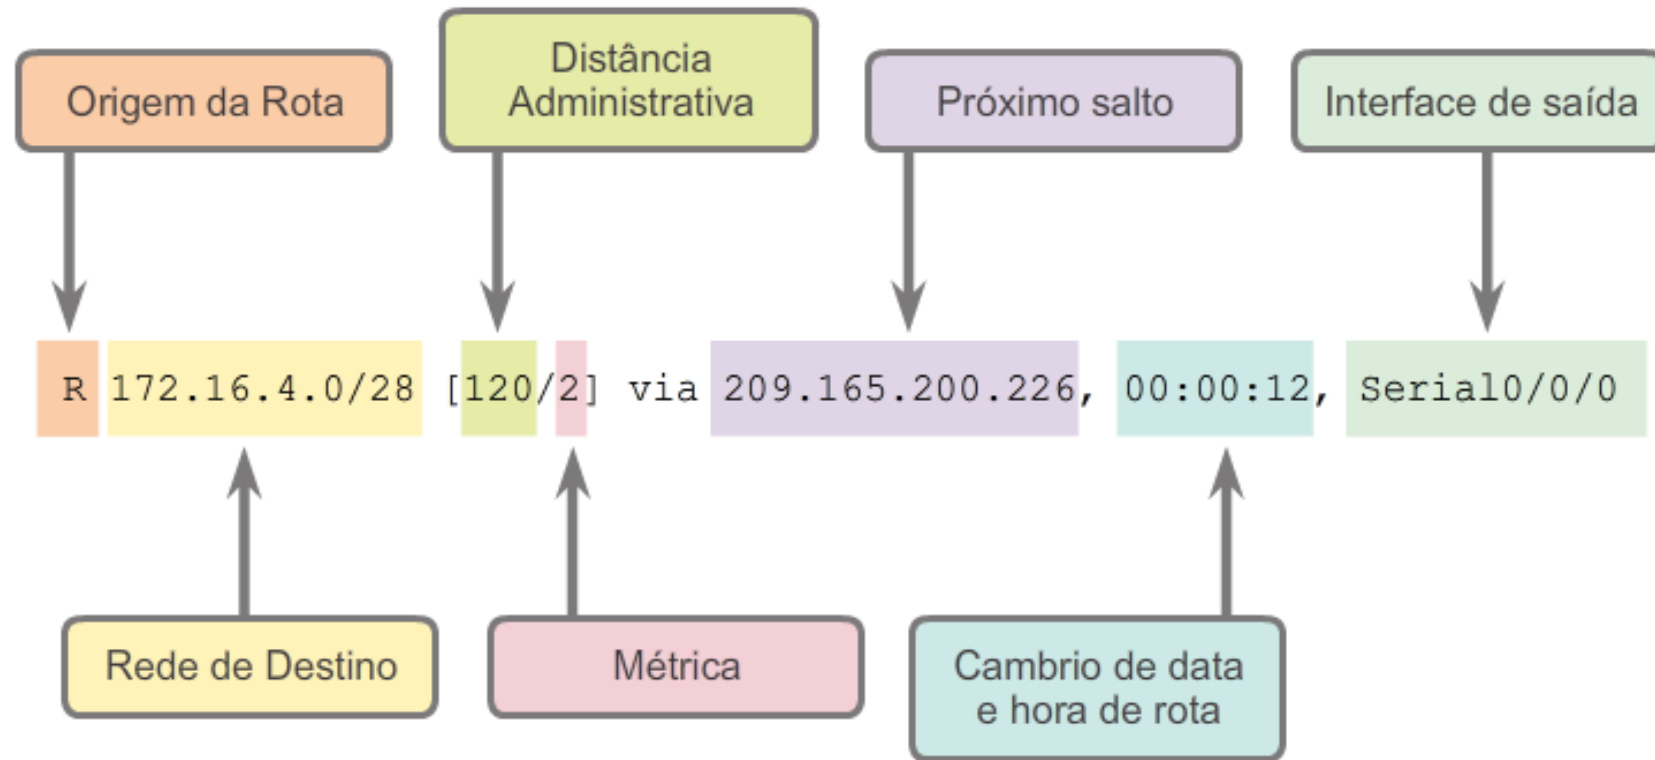 Origem da Rota
Distância
Administrativa
Próximo salto
Interface de saída
R 172.16.4.0/28 [120/2] via 209.165.200.226, 00:00:12, Serial0/0/0
Rede de Destino
Métrica
Cambrio de data
e hora de rota